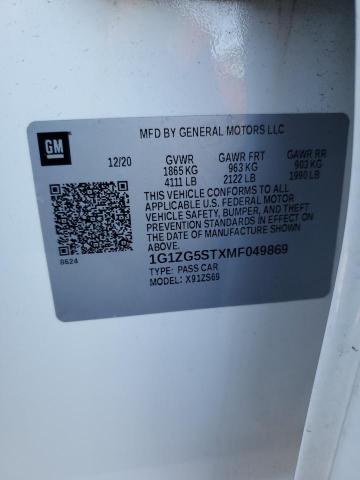 GM
MFD BY GENERAL MOTORS LLC
12/20 GVWR GAWR FRT GAWR RR
1865 KG 963 KG 903 KG
4111 LB 2122 LB 1990 LB
THIS VEHICLE CONFORMS TO ALL
APPLICABLE U.S. FEDERAL MOTOR
VEHICLE SAFETY, BUMPER, AND THEFT
PREVENTION STANDARDS IN EFFECT ON
THE DATE OF MANUFACTURE SHOWN
ABOVE.
8624 1G1ZG5STXMF049869
TYPE: PASS CAR
MODEL: X91ZS69